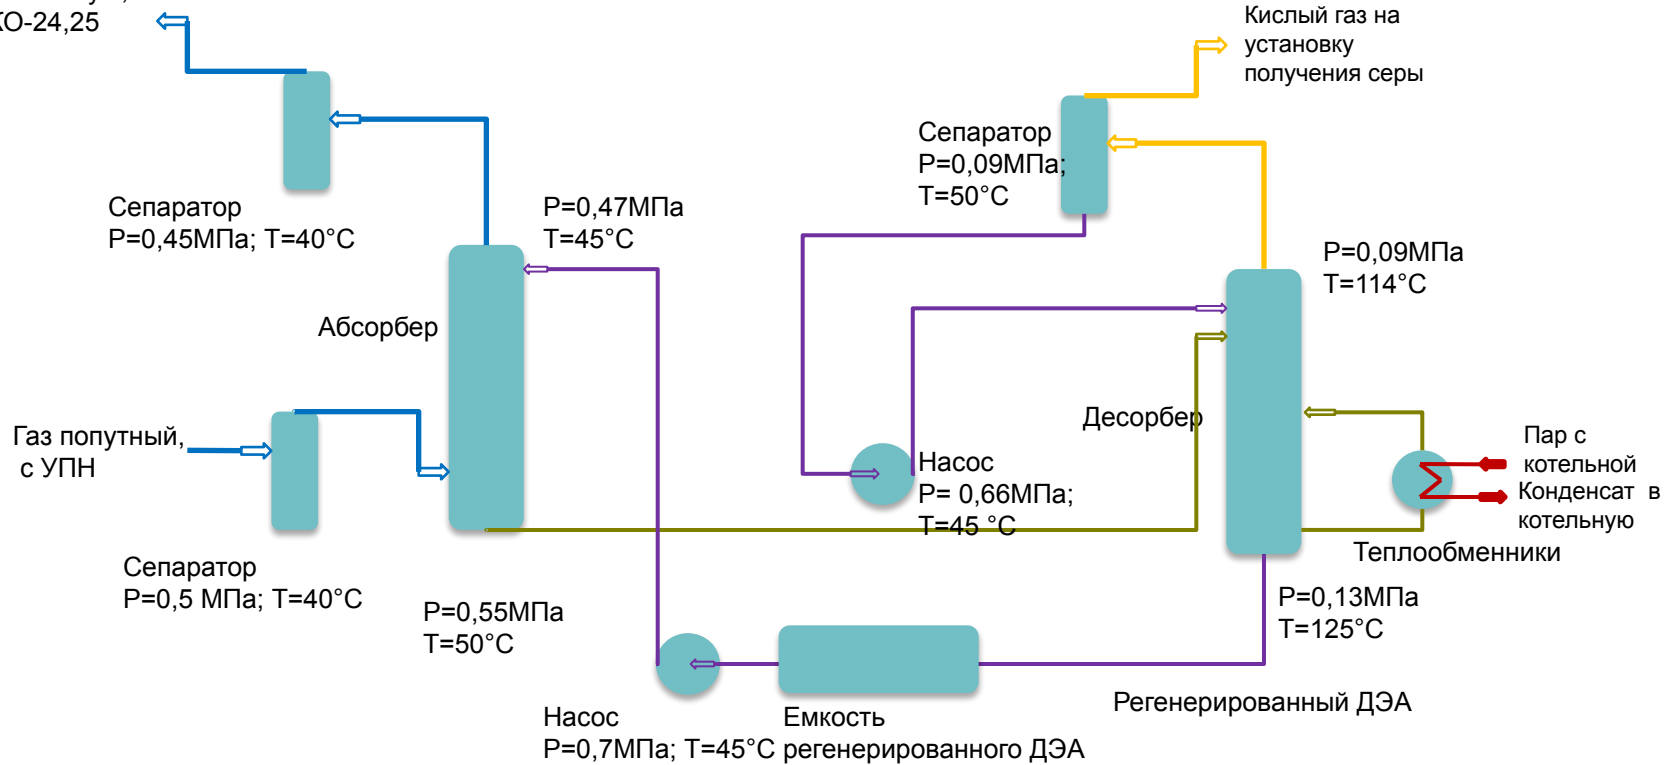 КО-24,25
Кислый газ на
установку
получения серы
Сепаратор
Р=0,09МПа;
Т=50°С
Сепаратор
Р=0,45МПа; Т=40°С
Р=0,47МПа
Т=45°С
Р=0,09МПа
Т=114°С
Абсорбер
Десорбер
Газ попутный,
с УПН
Насос
Р= 0,66МПа;
Т=45 °С
Пар с
котельной
Конденсат в
котельную
Теплообменники
Сепаратор
Р=0,5 МПа; Т=40°С
Р=0,55МПа
Т=50°С
Р=0,13МПа
Т=125°С
Регенерированный ДЭА
Насос
Р=0,7МПа; Т=45°С
Емкость
регенерированного ДЭА